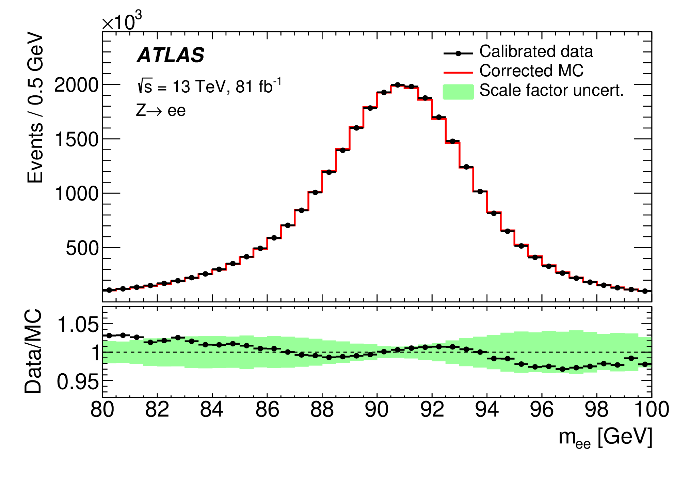 ×10³
Events / 0.5 GeV
2000
1500
1000
500
ATLAS
√s = 13 TeV, 81 fb⁻¹
Z→ ee
Calibrated data
Corrected MC
Scale factor uncert.
Data/MC
1.05
1
0.95
80 82 84 86 88 90 92 94 96 98 100
mₑₑ [GeV]